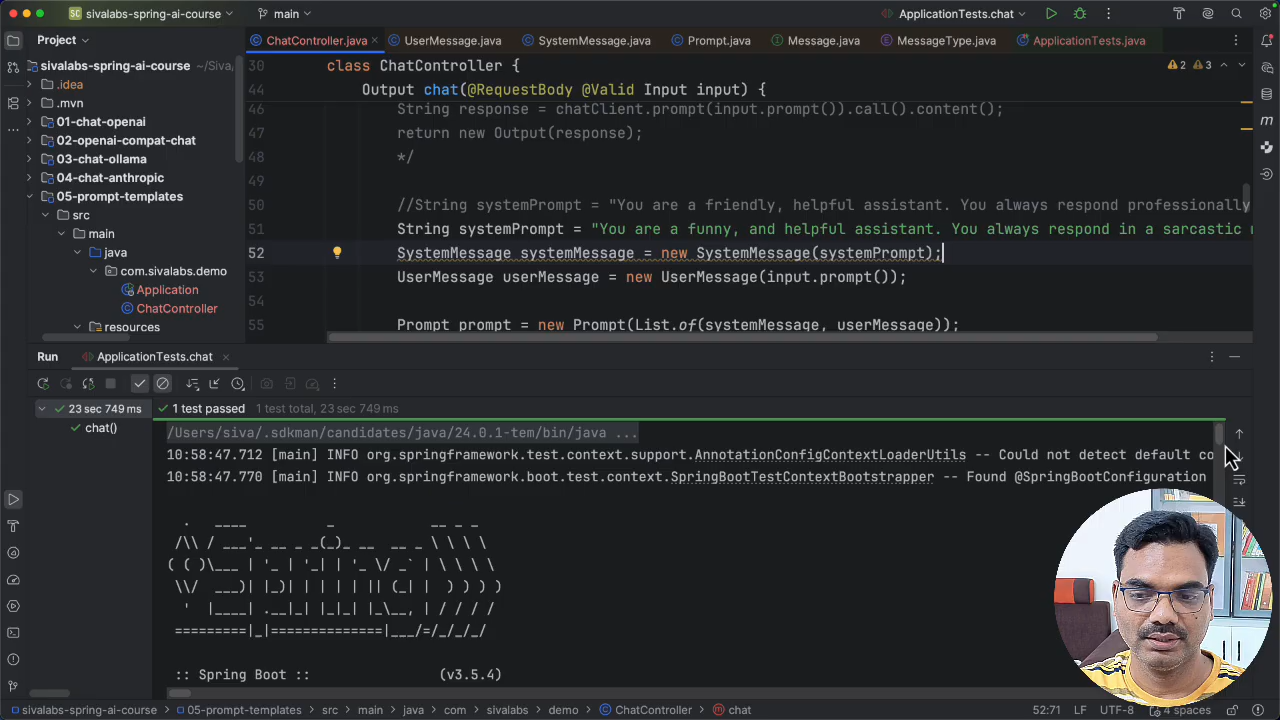 sivalabs-spring-ai-course
main
ApplicationTests.chat
Project
ChatController.java
UserMessage.java
SystemMessage.java
Prompt.java
Message.java
MessageType.java
ApplicationTests.java
sivalabs-spring-ai-course ~/Siva
.idea
.mvn
01-chat-openai
02-openai-compat-chat
03-chat-ollama
04-chat-anthropic
05-prompt-templates
src
main
java
com.sivalabs.demo
Application
ChatController
resources
2 3
30 class ChatController {
44 Output chat(@RequestBody @Valid Input input) {
46 String response = chatClient.prompt(input.prompt()).call().content();
47 return new Output(response);
48 */
49
50 //String systemPrompt = "You are a friendly, helpful assistant. You always respond professionally
51 String systemPrompt = "You are a funny, and helpful assistant. You always respond in a sarcastic
52 SystemMessage systemMessage = new SystemMessage(systemPrompt);
53 UserMessage userMessage = new UserMessage(input.prompt());
54
55 Prompt prompt = new Prompt(List.of(systemMessage, userMessage));
Run ApplicationTests.chat
23 sec 749 ms
chat()
1 test passed 1 test total, 23 sec 749 ms
/Users/siva/.sdkman/candidates/java/24.0.1-tem/bin/java ...
10:58:47.712 [main] INFO org.springframework.test.context.support.AnnotationConfigContextLoaderUtils -- Could not detect default co
10:58:47.770 [main] INFO org.springframework.boot.test.context.SpringBootTestContextBootstrapper -- Found @SpringBootConfiguration
:: Spring Boot :: (v3.5.4)
sivalabs-spring-ai-course 05-prompt-templates src main java com sivalabs demo ChatController chat
52:71 LF UTF-8 4 spaces